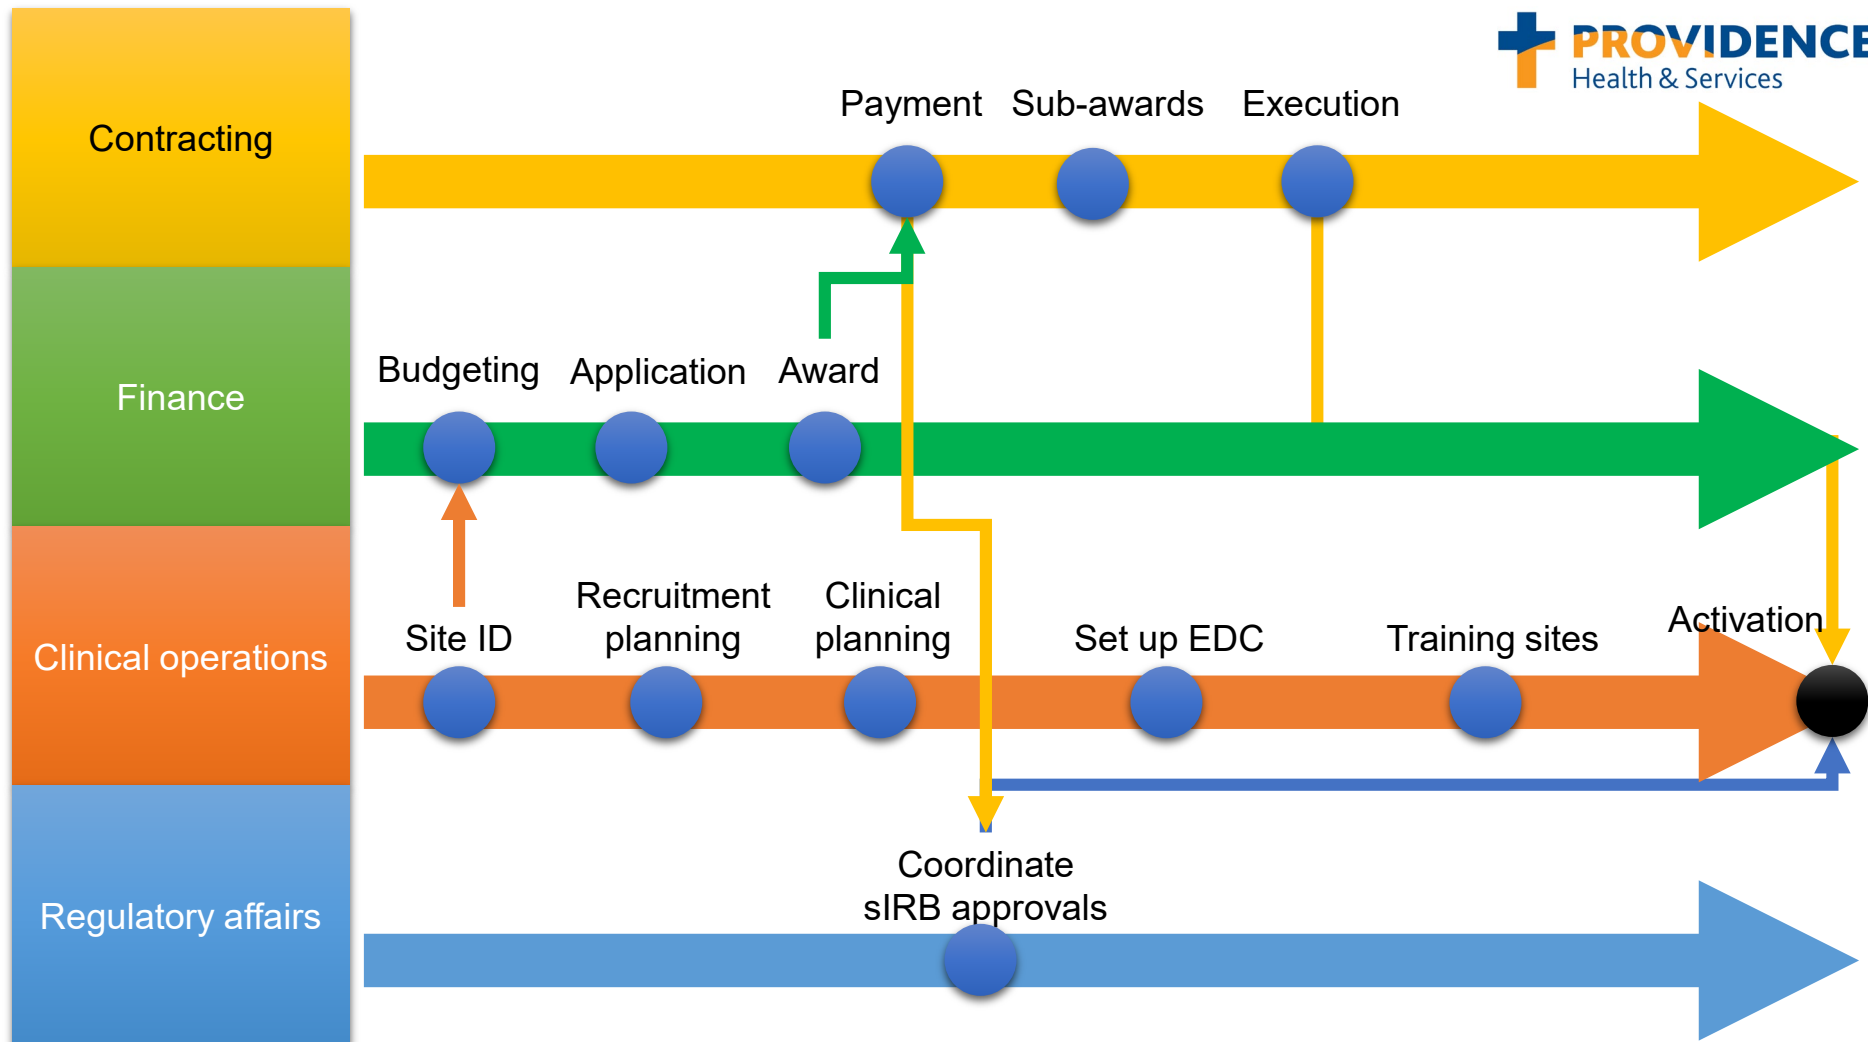 PROVIDENCE
Health & Services
Contracting
Payment
Sub-awards
Execution
Finance
Budgeting
Application
Award
Clinical operations
Site ID
Recruitment
planning
Clinical
planning
Set up EDC
Training sites
Activation
Regulatory affairs
Coordinate
sIRB approvals